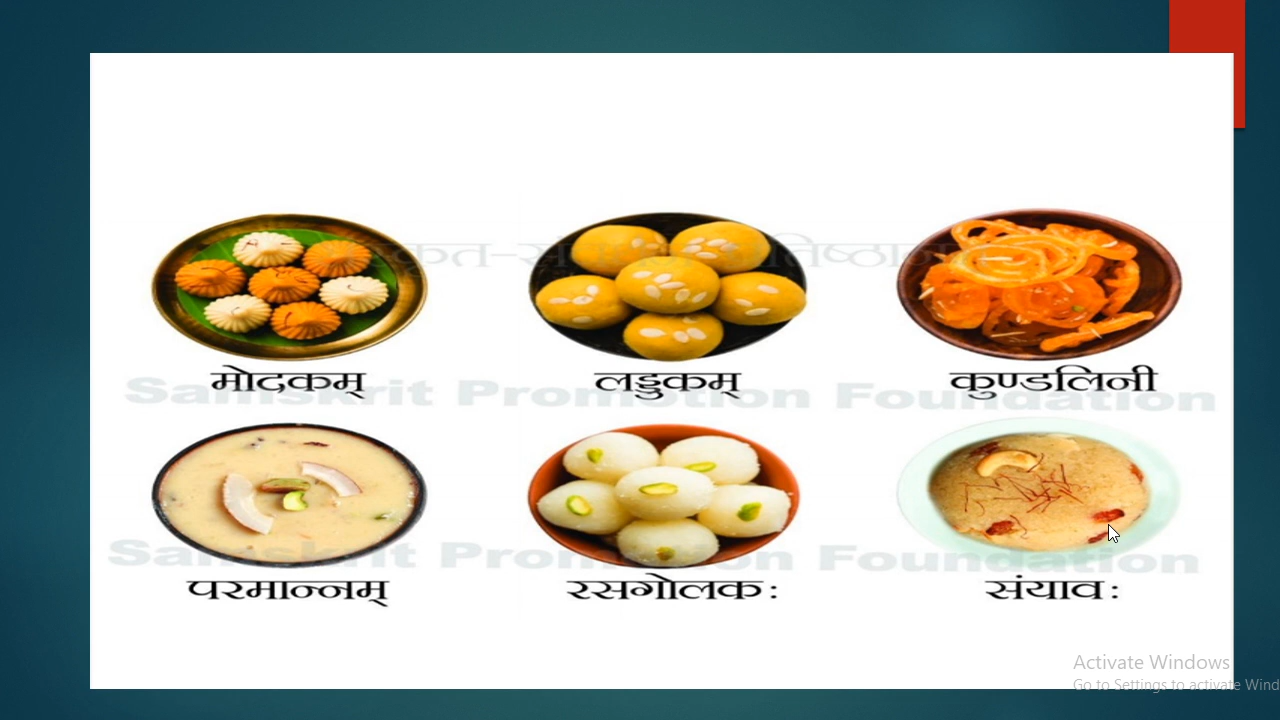 मोदकम् लड्डुकम् कुण्डलिनी
Samskrit Promotion Foundation
परमान्नम् रसगोलकः संयावः
Samskrit Promotion Foundation
Activate Windows
Go to Settings to activate Wind